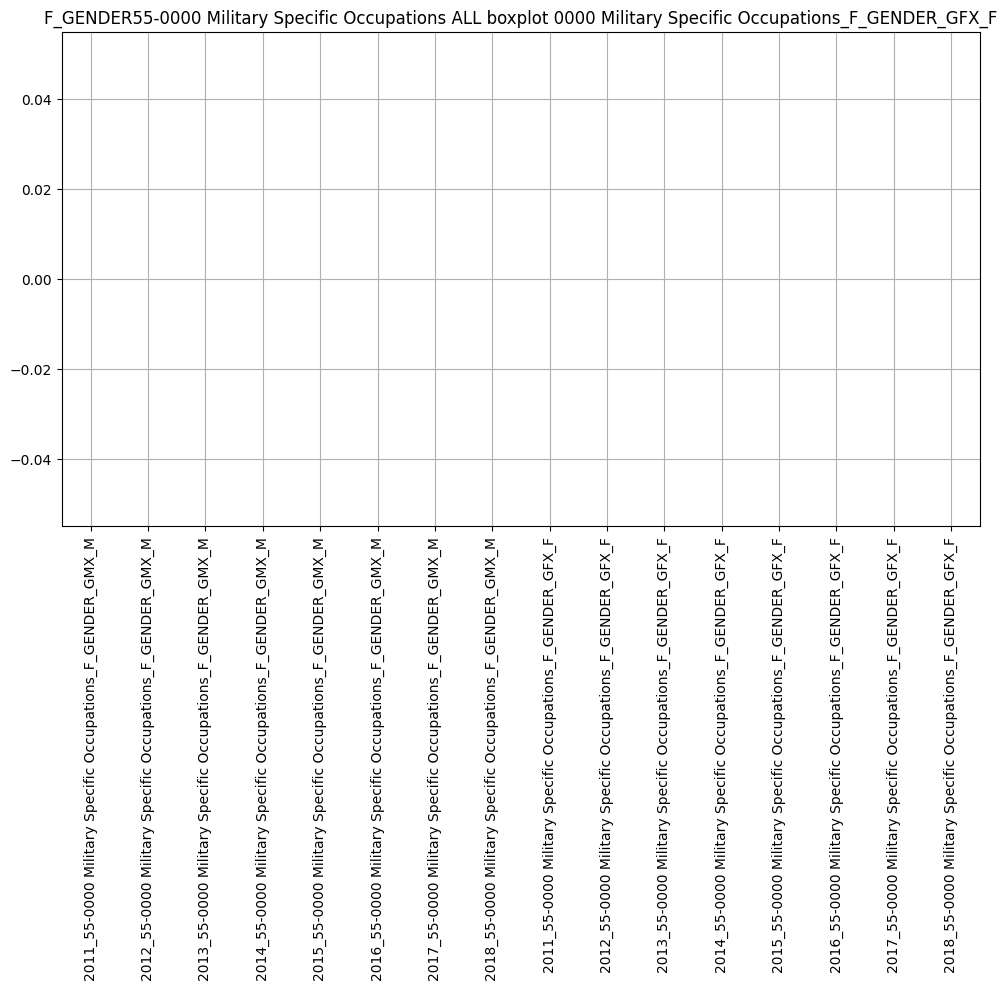 F_GENDER55-0000 Military Specific Occupations ALL boxplot 0000 Military Specific Occupations_F_GENDER_GFX_F
0.04
0.02
0.00
−0.02
−0.04
2011_55-0000 Military Specific Occupations_F_GENDER_GMX_M
2012_55-0000 Military Specific Occupations_F_GENDER_GMX_M
2013_55-0000 Military Specific Occupations_F_GENDER_GMX_M
2014_55-0000 Military Specific Occupations_F_GENDER_GMX_M
2015_55-0000 Military Specific Occupations_F_GENDER_GMX_M
2016_55-0000 Military Specific Occupations_F_GENDER_GMX_M
2017_55-0000 Military Specific Occupations_F_GENDER_GMX_M
2018_55-0000 Military Specific Occupations_F_GENDER_GMX_M
2011_55-0000 Military Specific Occupations_F_GENDER_GFX_F
2012_55-0000 Military Specific Occupations_F_GENDER_GFX_F
2013_55-0000 Military Specific Occupations_F_GENDER_GFX_F
2014_55-0000 Military Specific Occupations_F_GENDER_GFX_F
2015_55-0000 Military Specific Occupations_F_GENDER_GFX_F
2016_55-0000 Military Specific Occupations_F_GENDER_GFX_F
2017_55-0000 Military Specific Occupations_F_GENDER_GFX_F
2018_55-0000 Military Specific Occupations_F_GENDER_GFX_F